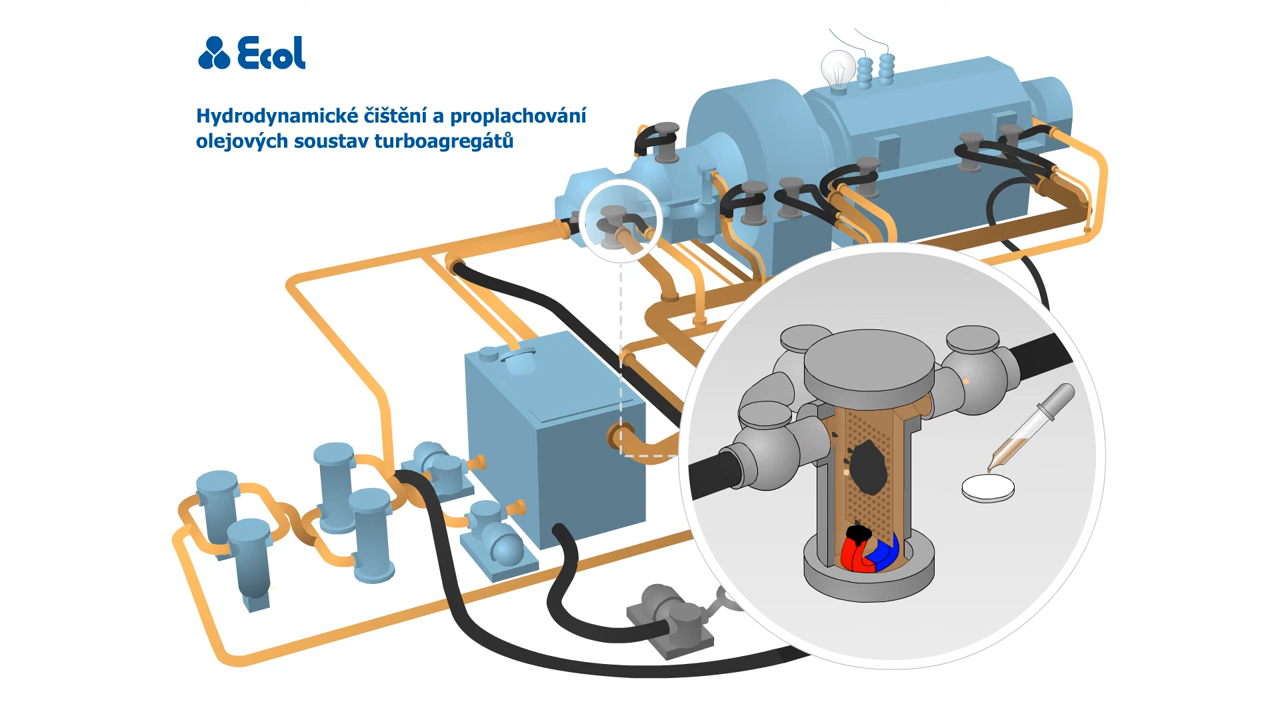 Ecol
Hydrodynamické čištění a proplachování
olejových soustav turboagregátů